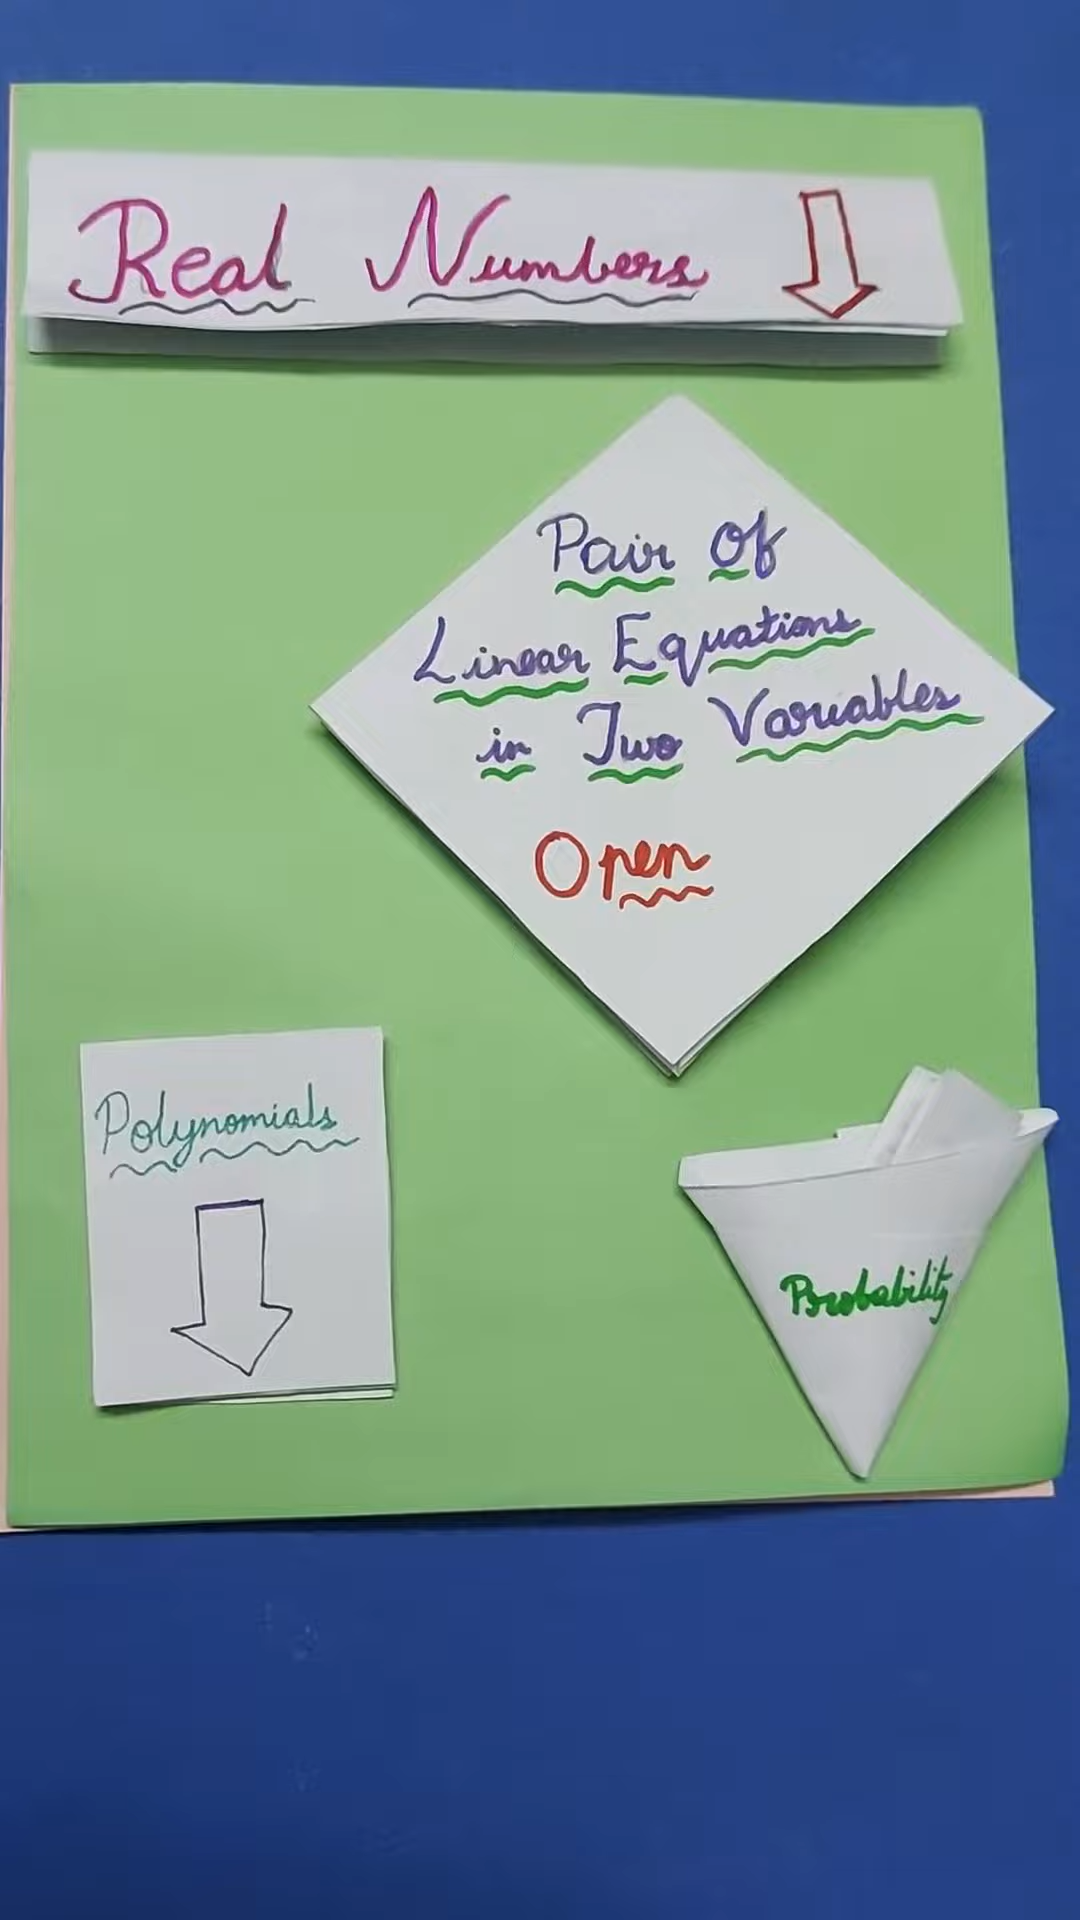 Real Numbers
Pair Of
Linear Equations
in Two Variables
Open
Polynomials
Probability